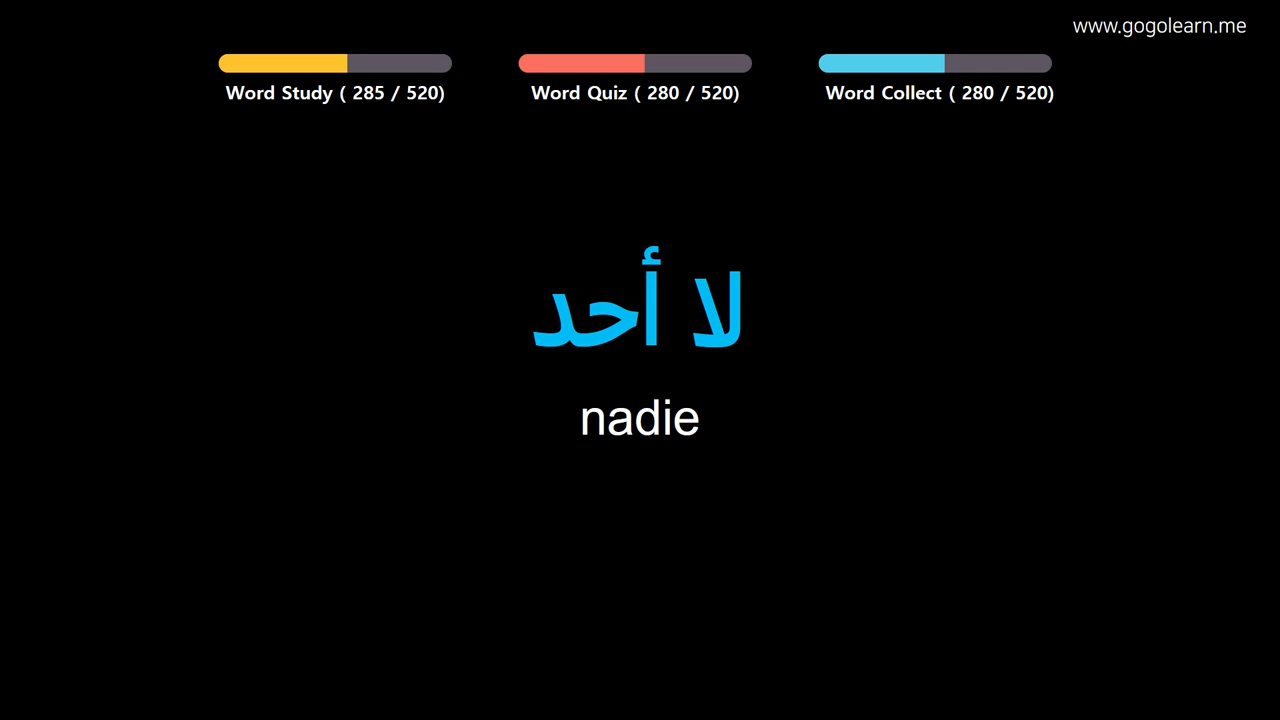 www.gogolearn.me
Word Study ( 285 / 520)
Word Quiz ( 280 / 520)
Word Collect ( 280 / 520)
لا أحد
nadie